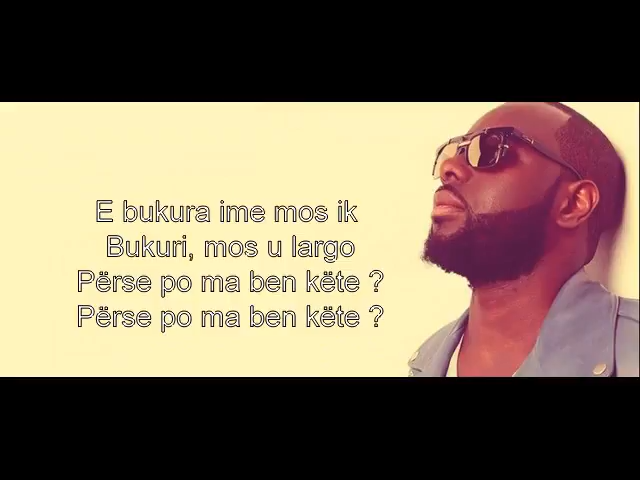 E bukura ime mos ik
Bukuri, mos u largo
Përse po ma ben këte ?
Përse po ma ben këte ?